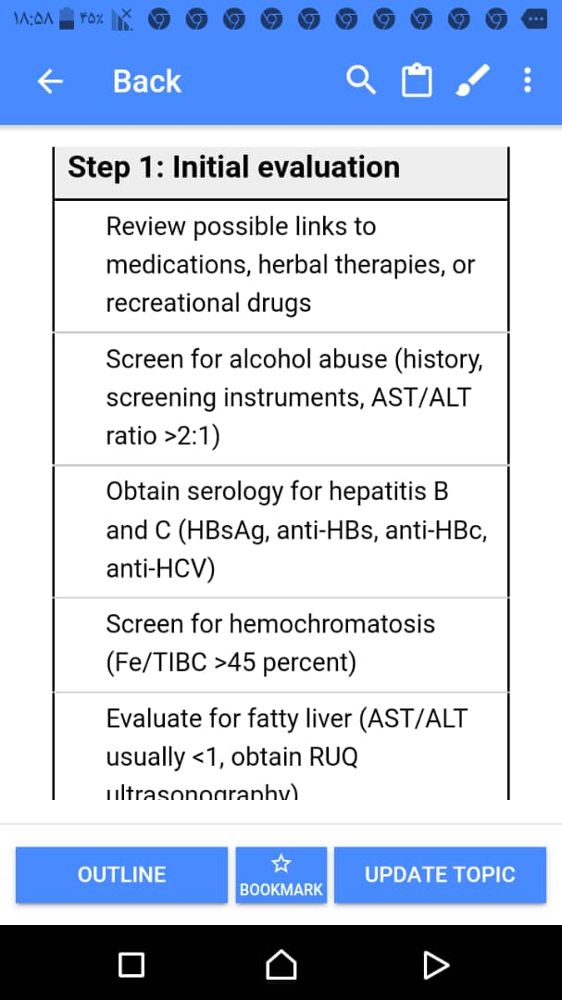 ۱۸:۵۸ ۴۵%
Back
Step 1: Initial evaluation
Review possible links to
medications, herbal therapies, or
recreational drugs
Screen for alcohol abuse (history,
screening instruments, AST/ALT
ratio >2:1)
Obtain serology for hepatitis B
and C (HBsAg, anti-HBs, anti-HBc,
anti-HCV)
Screen for hemochromatosis
(Fe/TIBC >45 percent)
Evaluate for fatty liver (AST/ALT
usually <1, obtain RUQ
ultrasonography)
OUTLINE
BOOKMARK
UPDATE TOPIC